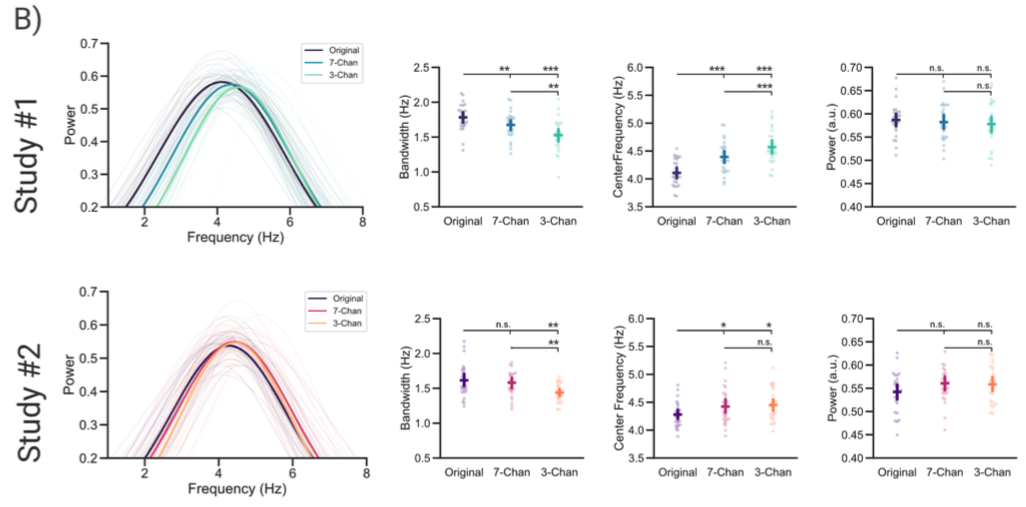 B)
Study #1
Power
0.7
0.6
0.5
0.4
0.3
0.2
2 4 6 8
Frequency (Hz)
Original
7-Chan
3-Chan
Bandwidth (Hz)
2.5
2.0
1.5
1.0
0.5
** ***
**
Original 7-Chan 3-Chan
CenterFrequency (Hz)
6.0
5.5
5.0
4.5
4.0
3.5
*** ***
***
Original 7-Chan 3-Chan
Power (a.u.)
0.70
0.65
0.60
0.55
0.50
0.45
0.40
n.s. n.s.
n.s.
Original 7-Chan 3-Chan
Study #2
Power
0.7
0.6
0.5
0.4
0.3
0.2
2 4 6 8
Frequency (Hz)
Original
7-Chan
3-Chan
Bandwidth (Hz)
2.5
2.0
1.5
1.0
0.5
n.s. **
**
Original 7-Chan 3-Chan
Center Frequency (Hz)
6.0
5.5
5.0
4.5
4.0
3.5
* *
n.s.
Original 7-Chan 3-Chan
Power (a.u.)
0.70
0.65
0.60
0.55
0.50
0.45
0.40
n.s. n.s.
n.s.
Original 7-Chan 3-Chan